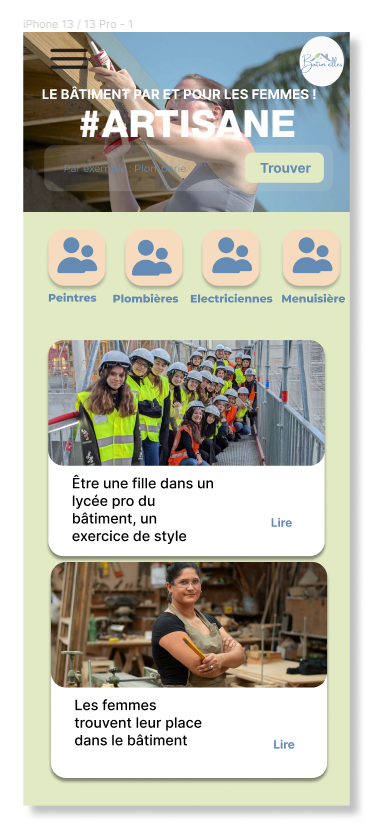 iPhone 13 / 13 Pro - 1
Bâtim'elles
LE BÂTIMENT PAR ET POUR LES FEMMES !
#ARTISANE
Par exemple: Plomberie
Trouver
Peintres
Plombières
Electriciennes
Menuisière
Être une fille dans un
lycée pro du
bâtiment, un
exercice de style
Lire
Les femmes
trouvent leur place
dans le bâtiment
Lire